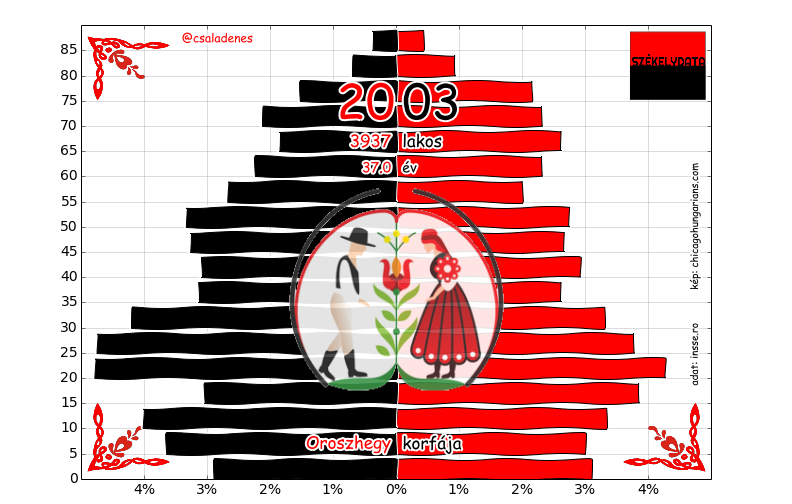 @csaladenes
SZÉKELYDATA
2003
3937 lakos
37.0 év
85
80
75
70
65
60
55
50
45
40
35
30
25
20
15
10
5
0
kép: chicagohungarians.com
adat: insse.ro
Oroszhegy korfája
4% 3% 2% 1% 0% 1% 2% 3% 4%